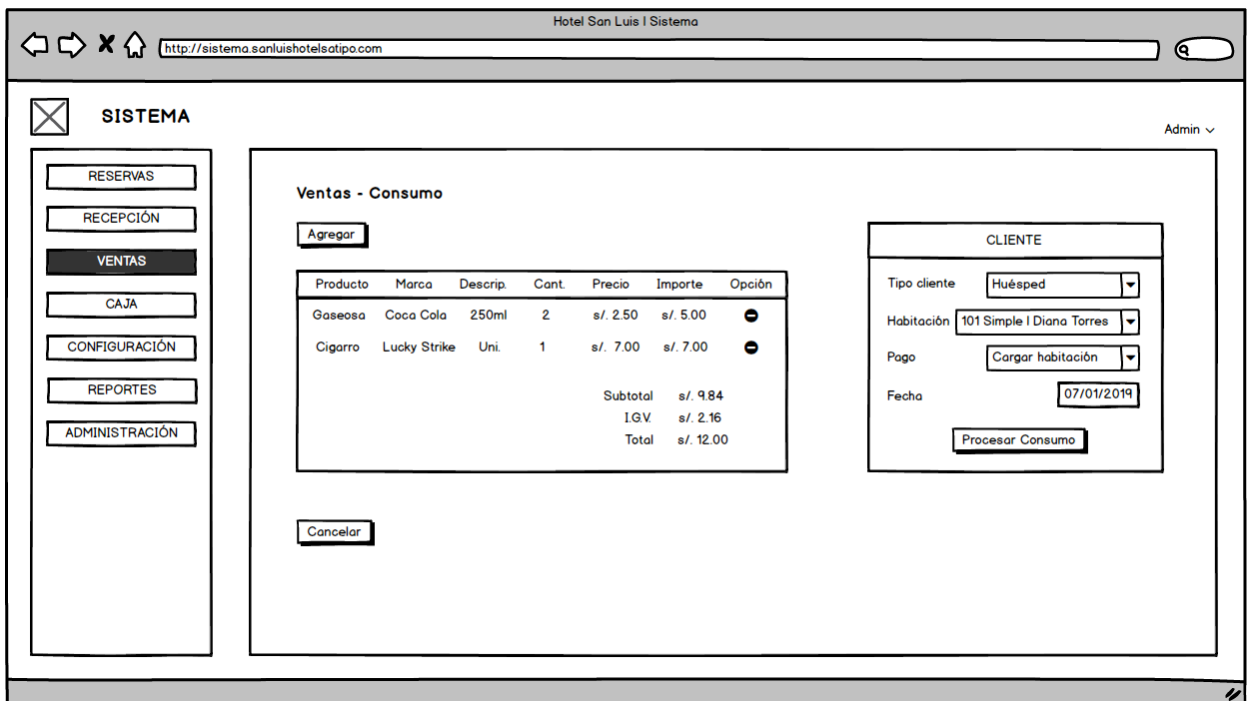 Hotel San Luis | Sistema
http://sistema.sanluishotelsatipo.com
SISTEMA
Admin
RESERVAS
RECEPCIÓN
VENTAS
CAJA
CONFIGURACIÓN
REPORTES
ADMINISTRACIÓN
Ventas - Consumo
Agregar
Producto Marca Descrip. Cant. Precio Importe Opción
Gaseosa Coca Cola 250ml 2 s/. 2.50 s/. 5.00
Cigarro Lucky Strike Uni. 1 s/. 7.00 s/. 7.00
Subtotal s/. 9.84
I.G.V. s/. 2.16
Total s/. 12.00
Cancelar
CLIENTE
Tipo cliente Huésped
Habitación 101 Simple | Diana Torres
Pago Cargar habitación
Fecha 07/01/2019
Procesar Consumo